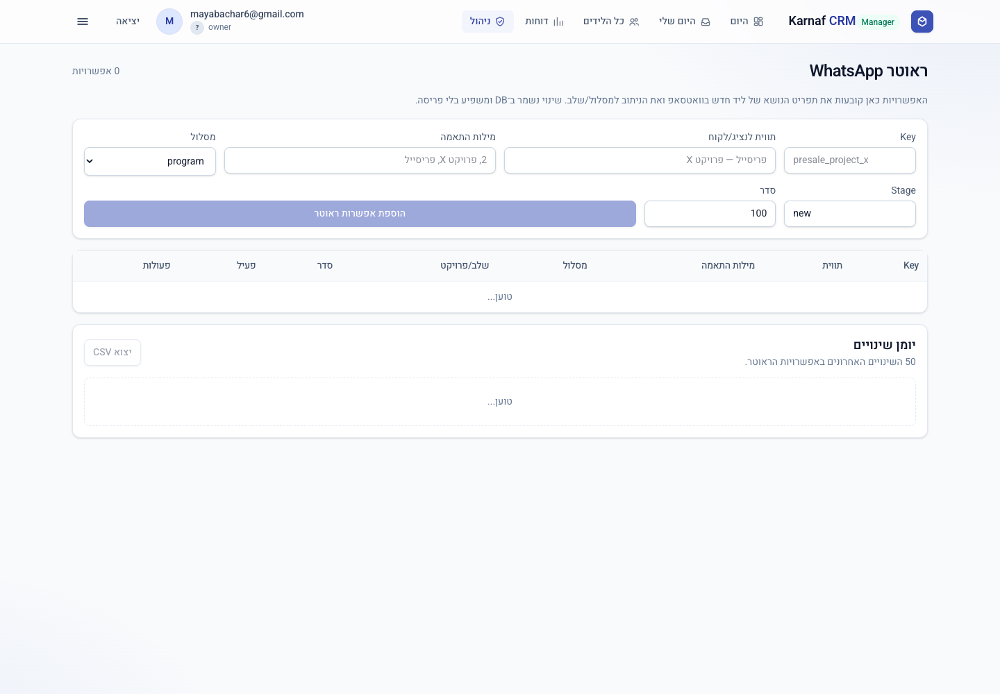 Karnaf CRM Manager
היום
היום שלי
כל הלידים
דוחות
ניהול
mayabachar6@gmail.com
? owner
M
יציאה
ראוטר WhatsApp
0 אפשרויות
האפשרויות כאן קובעות את תפריט הנושא של ליד חדש בוואטסאפ ואת הניתוב למסלול/שלב. שינוי נשמר ב־DB ומשפיע בלי פריסה.
Key
תווית לנציג/לקוח
מילות התאמה
מסלול
presale_project_x
פריסייל — פרויקט X
2, פרויקט X, פריסייל
program
Stage
סדר
new
100
הוספת אפשרות ראוטר
Key
תווית
מילות התאמה
מסלול
שלב/פרויקט
סדר
פעיל
פעולות
טוען...
יומן שינויים
50 השינויים האחרונים באפשרויות הראוטר.
יצוא CSV
טוען...